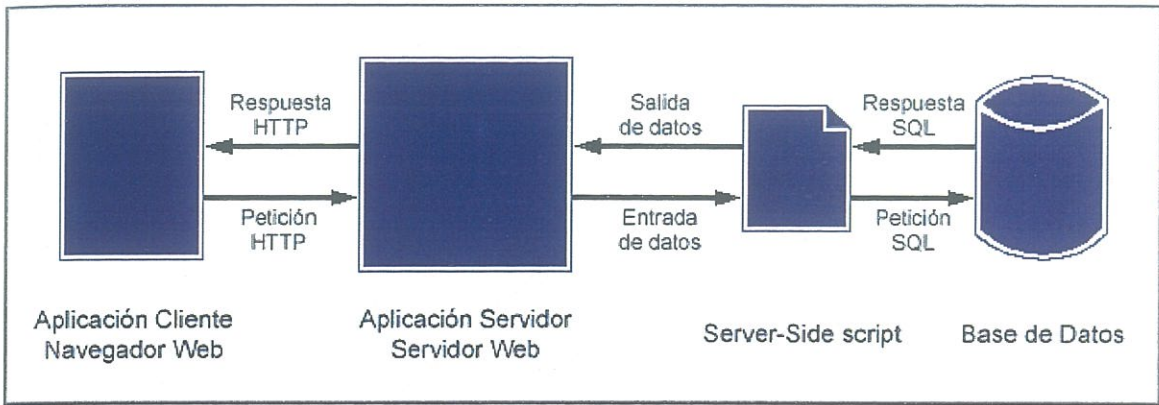 Respuesta
HTTP
Petición
HTTP
Salida
de datos
Entrada
de datos
Respuesta
SQL
Petición
SQL
Aplicación Cliente
Navegador Web
Aplicación Servidor
Servidor Web
Server-Side script
Base de Datos